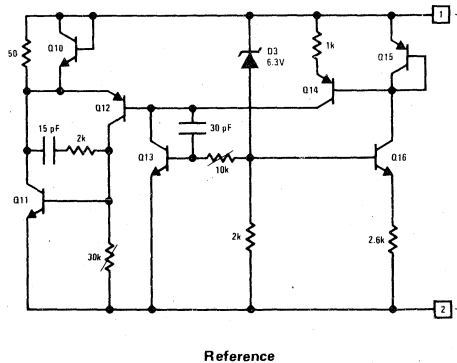 1
50
Q10
D3
6.3V
1k
Q15
Q14
Q12
15 pF
2k
30 pF
Q13
10k
Q16
Q11
2k
2.6k
30k
2
Reference